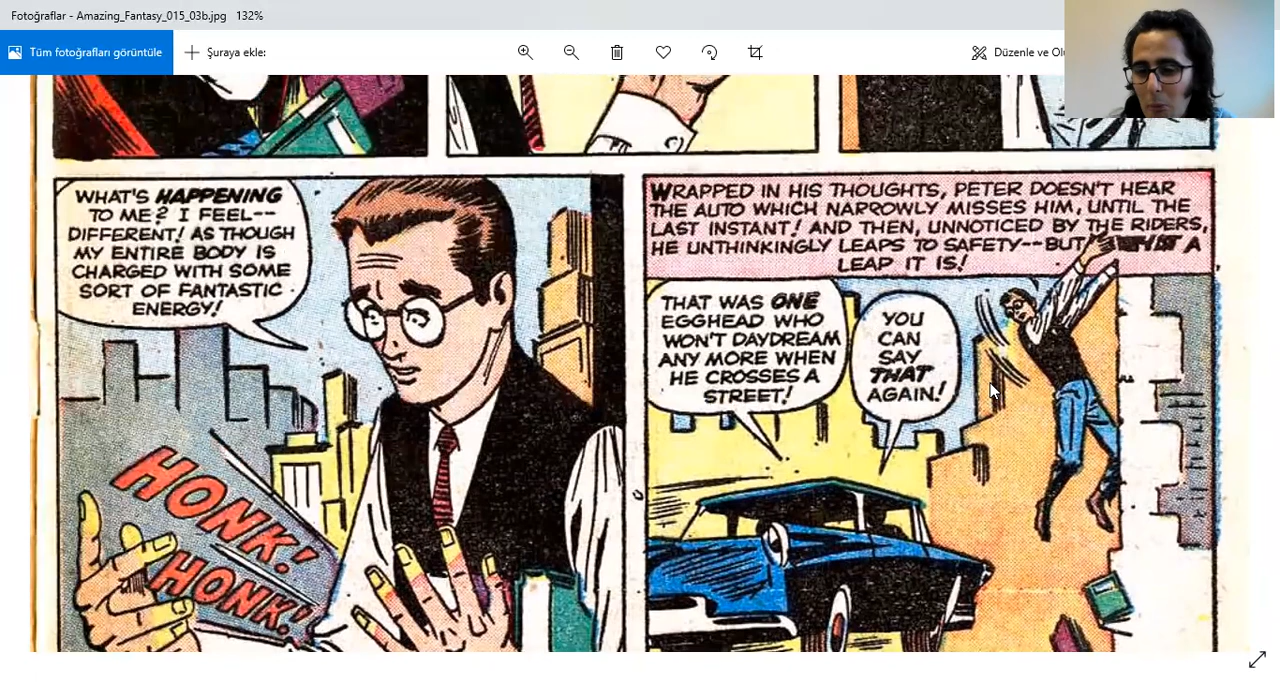 Fotoğraflar - Amazing_Fantasy_015_03b.jpg 132%
Tüm fotoğrafları görüntüle
Şuraya ekle:
Düzenle ve Olu
WHAT'S HAPPENING
TO ME? I FEEL--
DIFFERENT! AS THOUGH
MY ENTIRE BODY IS
CHARGED WITH SOME
SORT OF FANTASTIC
ENERGY!
HONK!
HONK!
WRAPPED IN HIS THOUGHTS, PETER DOESN'T HEAR
THE AUTO WHICH NARROWLY MISSES HIM, UNTIL THE
LAST INSTANT! AND THEN, UNNOTICED BY THE RIDERS,
HE UNTHINKINGLY LEAPS TO SAFETY--BUT WHAT A
LEAP IT IS!
THAT WAS ONE
EGGHEAD WHO
WON'T DAYDREAM
ANY MORE WHEN
HE CROSSES A
STREET!
YOU
CAN
SAY
THAT
AGAIN!